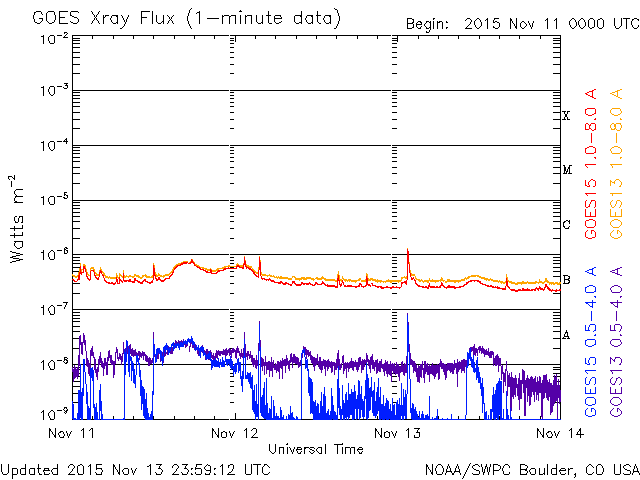 GOES Xray Flux (1-minute data)
Begin: 2015 Nov 11 0000 UTC
10⁻²
10⁻³
10⁻⁴
10⁻⁵
10⁻⁶
10⁻⁷
10⁻⁸
10⁻⁹
Watts m⁻²
X
M
C
B
A
GOES15 1.0-8.0 A
GOES13 1.0-8.0 A
GOES15 0.5-4.0 A
GOES13 0.5-4.0 A
Nov 11
Nov 12
Nov 13
Nov 14
Universal Time
Updated 2015 Nov 13 23:59:12 UTC
NOAA/SWPC Boulder, CO USA